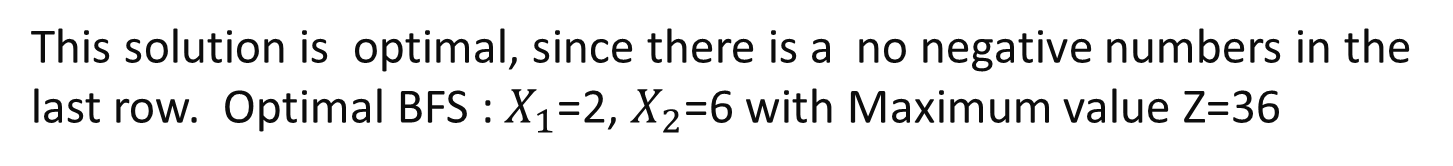 This solution is optimal, since there is a no negative numbers in the
last row. Optimal BFS : X₁=2, X₂=6 with Maximum value Z=36